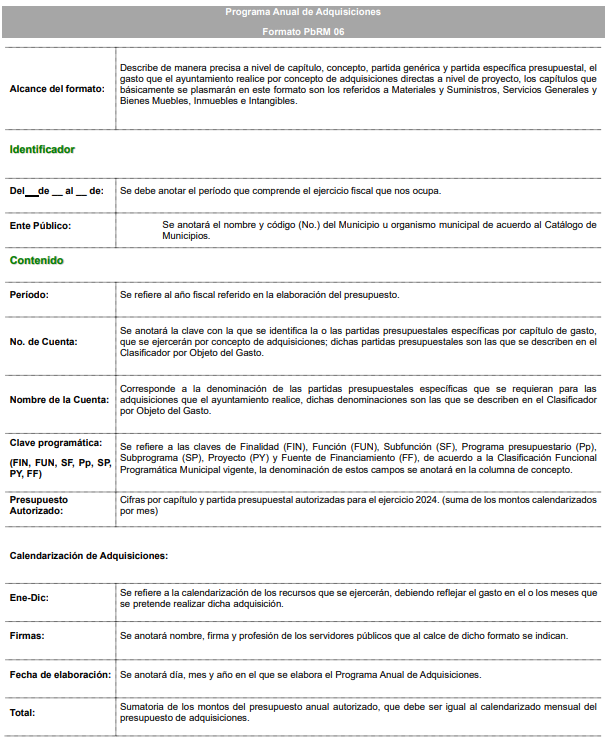 Programa Anual de Adquisiciones
Formato PbRM 06
Alcance del formato:
Describe de manera precisa a nivel de capítulo, concepto, partida genérica y partida específica presupuestal, el
gasto que el ayuntamiento realice por concepto de adquisiciones directas a nivel de proyecto, los capítulos que
básicamente se plasmarán en este formato son los referidos a Materiales y Suministros, Servicios Generales y
Bienes Muebles, Inmuebles e Intangibles.
Identificador
Del__de __ al __ de:
Se debe anotar el período que comprende el ejercicio fiscal que nos ocupa.
Ente Público:
Se anotará el nombre y código (No.) del Municipio u organismo municipal de acuerdo al Catálogo de
Municipios.
Contenido
Período:
Se refiere al año fiscal referido en la elaboración del presupuesto.
No. de Cuenta:
Se anotará la clave con la que se identifica la o las partidas presupuestales específicas por capítulo de gasto,
que se ejercerán por concepto de adquisiciones; dichas partidas presupuestales son las que se describen en el
Clasificador por Objeto del Gasto.
Nombre de la Cuenta:
Corresponde a la denominación de las partidas presupuestales específicas que se requieran para las
adquisiciones que el ayuntamiento realice, dichas denominaciones son las que se describen en el Clasificador
por Objeto del Gasto.
Clave programática:
(FIN, FUN, SF, Pp, SP,
PY, FF)
Se refiere a las claves de Finalidad (FIN), Función (FUN), Subfunción (SF), Programa presupuestario (Pp),
Subprograma (SP), Proyecto (PY) y Fuente de Financiamiento (FF), de acuerdo a la Clasificación Funcional
Programática Municipal vigente, la denominación de estos campos se anotará en la columna de concepto.
Presupuesto
Autorizado:
Cifras por capítulo y partida presupuestal autorizadas para el ejercicio 2024. (suma de los montos calendarizados
por mes)
Calendarización de Adquisiciones:
Ene-Dic:
Se refiere a la calendarización de los recursos que se ejercerán, debiendo reflejar el gasto en el o los meses que
se pretende realizar dicha adquisición.
Firmas:
Se anotará nombre, firma y profesión de los servidores públicos que al calce de dicho formato se indican.
Fecha de elaboración:
Se anotará día, mes y año en el que se elabora el Programa Anual de Adquisiciones.
Total:
Sumatoria de los montos del presupuesto anual autorizado, que debe ser igual al calendarizado mensual del
presupuesto de adquisiciones.